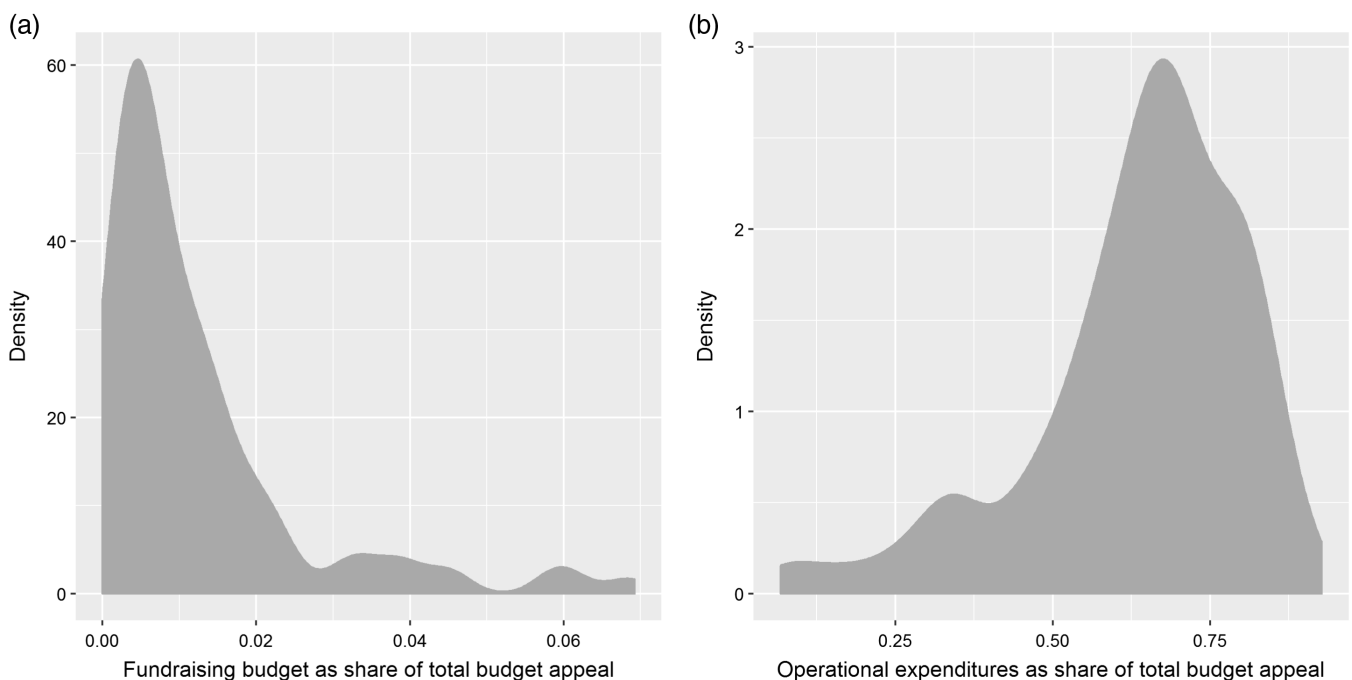 (a)
60
40
20
0
Density
0.00 0.02 0.04 0.06
Fundraising budget as share of total budget appeal
(b)
3
2
1
0
Density
0.25 0.50 0.75
Operational expenditures as share of total budget appeal